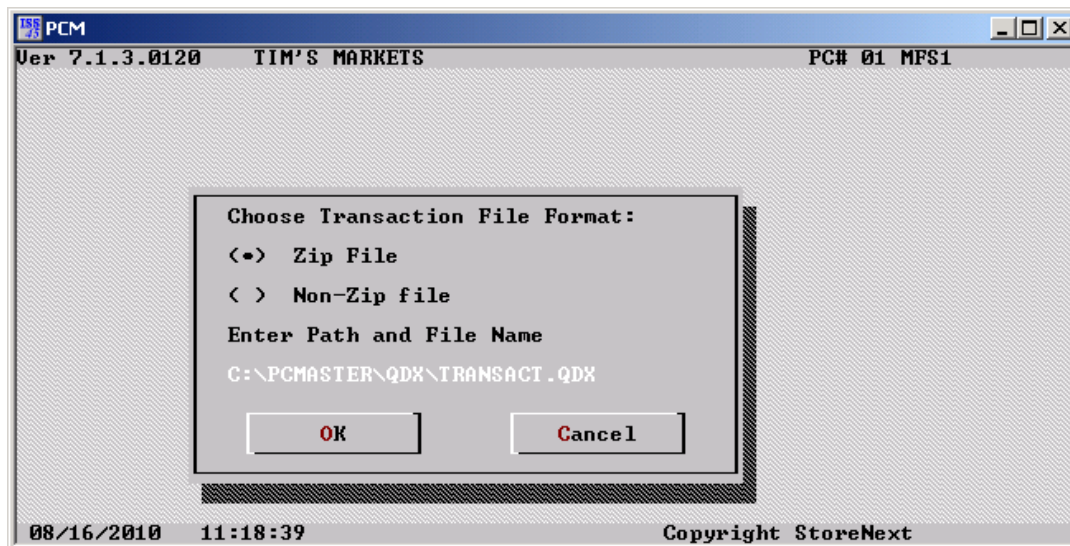 ISS 45 PCM
Ver 7.1.3.0120 TIM'S MARKETS PC# 01 MFS1
Choose Transaction File Format:
(•) Zip File
( ) Non-Zip file
Enter Path and File Name
C:\PCMASTER\QDX\TRANSACT.QDX
OK Cancel
08/16/2010 11:18:39 Copyright StoreNext